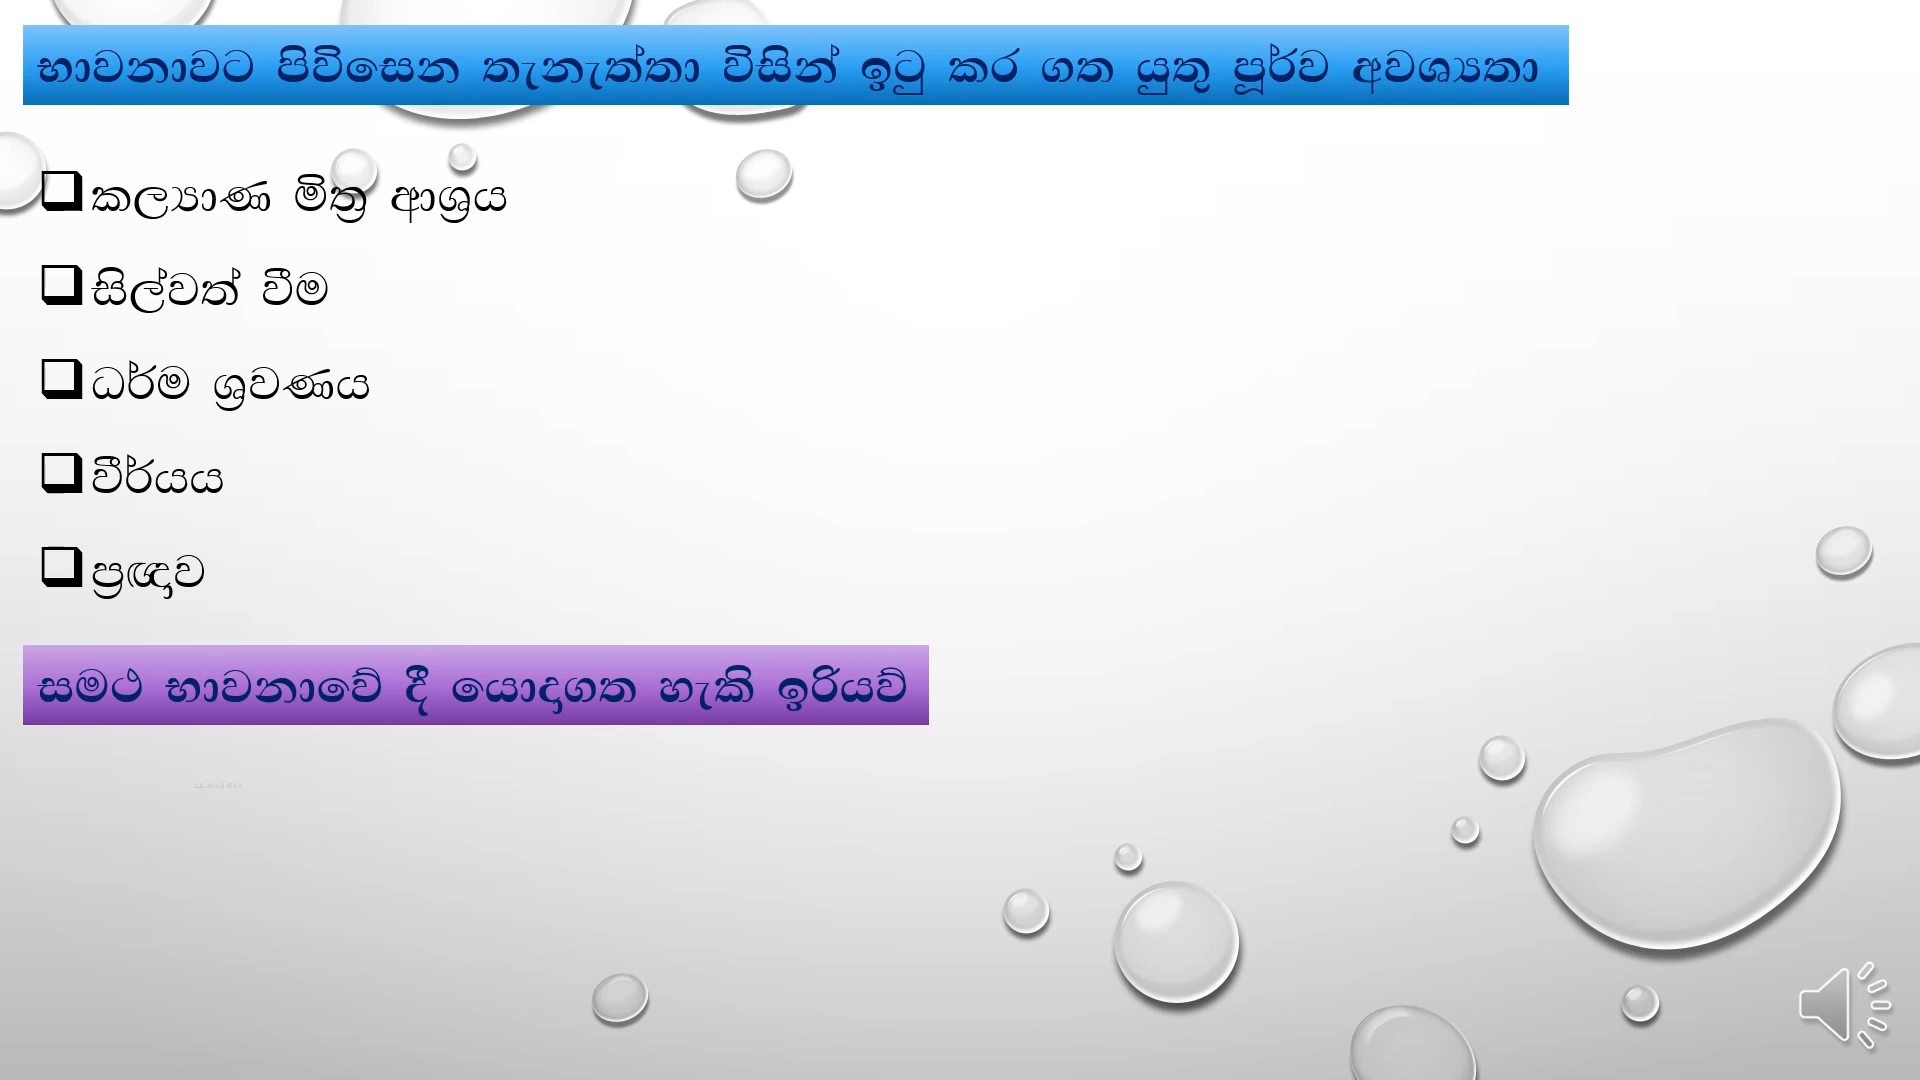 භාවනාවට පිවිසෙන තැනැත්තා විසින් ඉටු කර ගත යුතු පූර්ව අවශ්‍යතා
කල්‍යාණ මිත්‍ර ආශ්‍රය
සිල්වත් වීම
ධර්ම ශ්‍රවණය
වීර්යය
ප්‍රඥාව
සමථ භාවනාවේ දී යොදාගත හැකි ඉරියව්